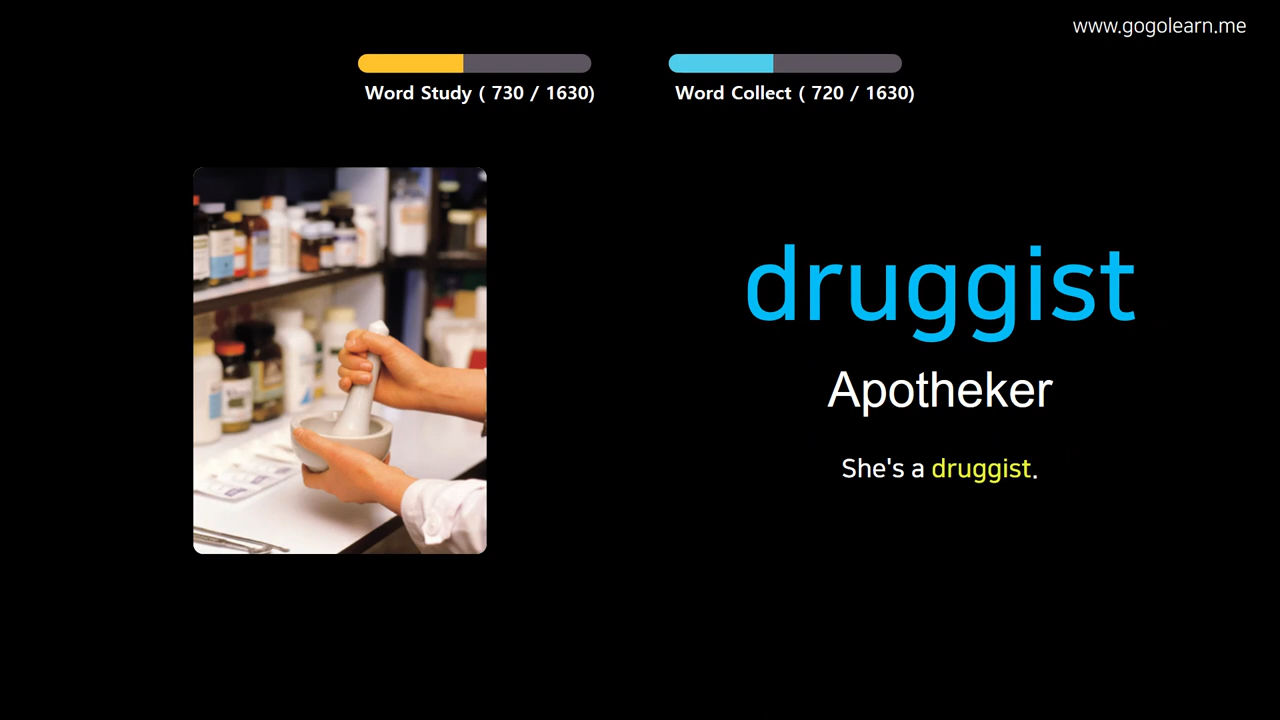 www.gogolearn.me
Word Study ( 730 / 1630)
Word Collect ( 720 / 1630)
druggist
Apotheker
She's a druggist.